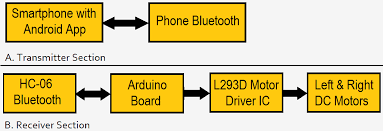 Smartphone with
Android App
Phone Bluetooth
A. Transmitter Section
HC-06
Bluetooth
Arduino
Board
L293D Motor
Driver IC
Left & Right
DC Motors
B. Receiver Section